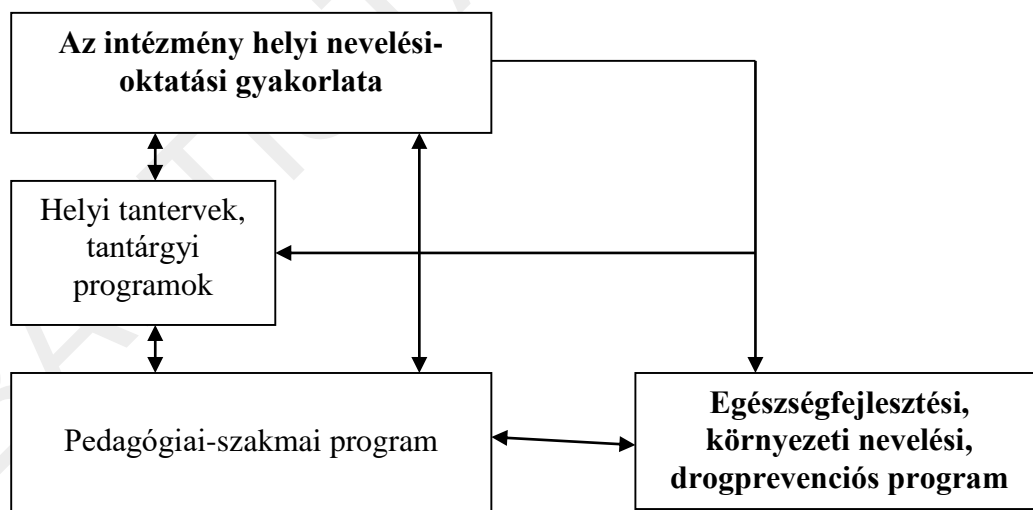 Az intézmény helyi nevelési-
oktatási gyakorlata
Helyi tantervek,
tantárgyi
programok
Pedagógiai-szakmai program
Egészségfejlesztési,
környezeti nevelési,
drogprevenciós program